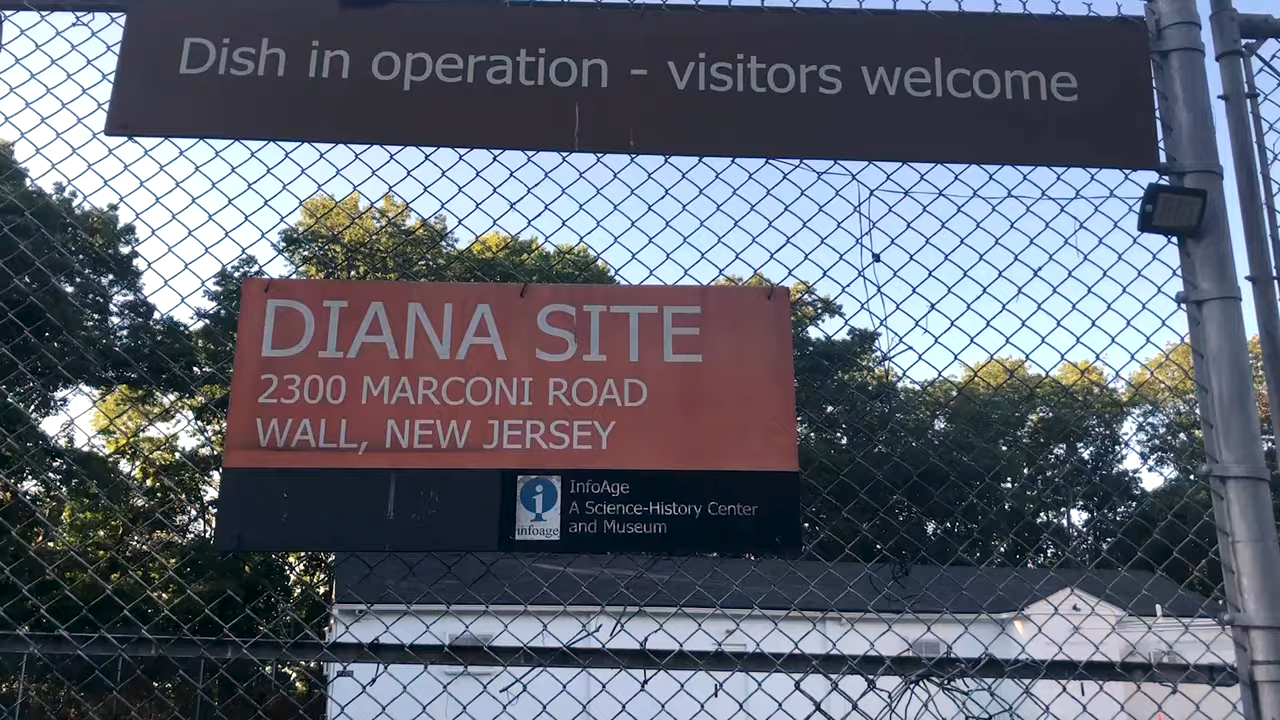 Dish in operation - visitors welcome
DIANA SITE
2300 MARCONI ROAD
WALL, NEW JERSEY
infoage
InfoAge
A Science-History Center
and Museum